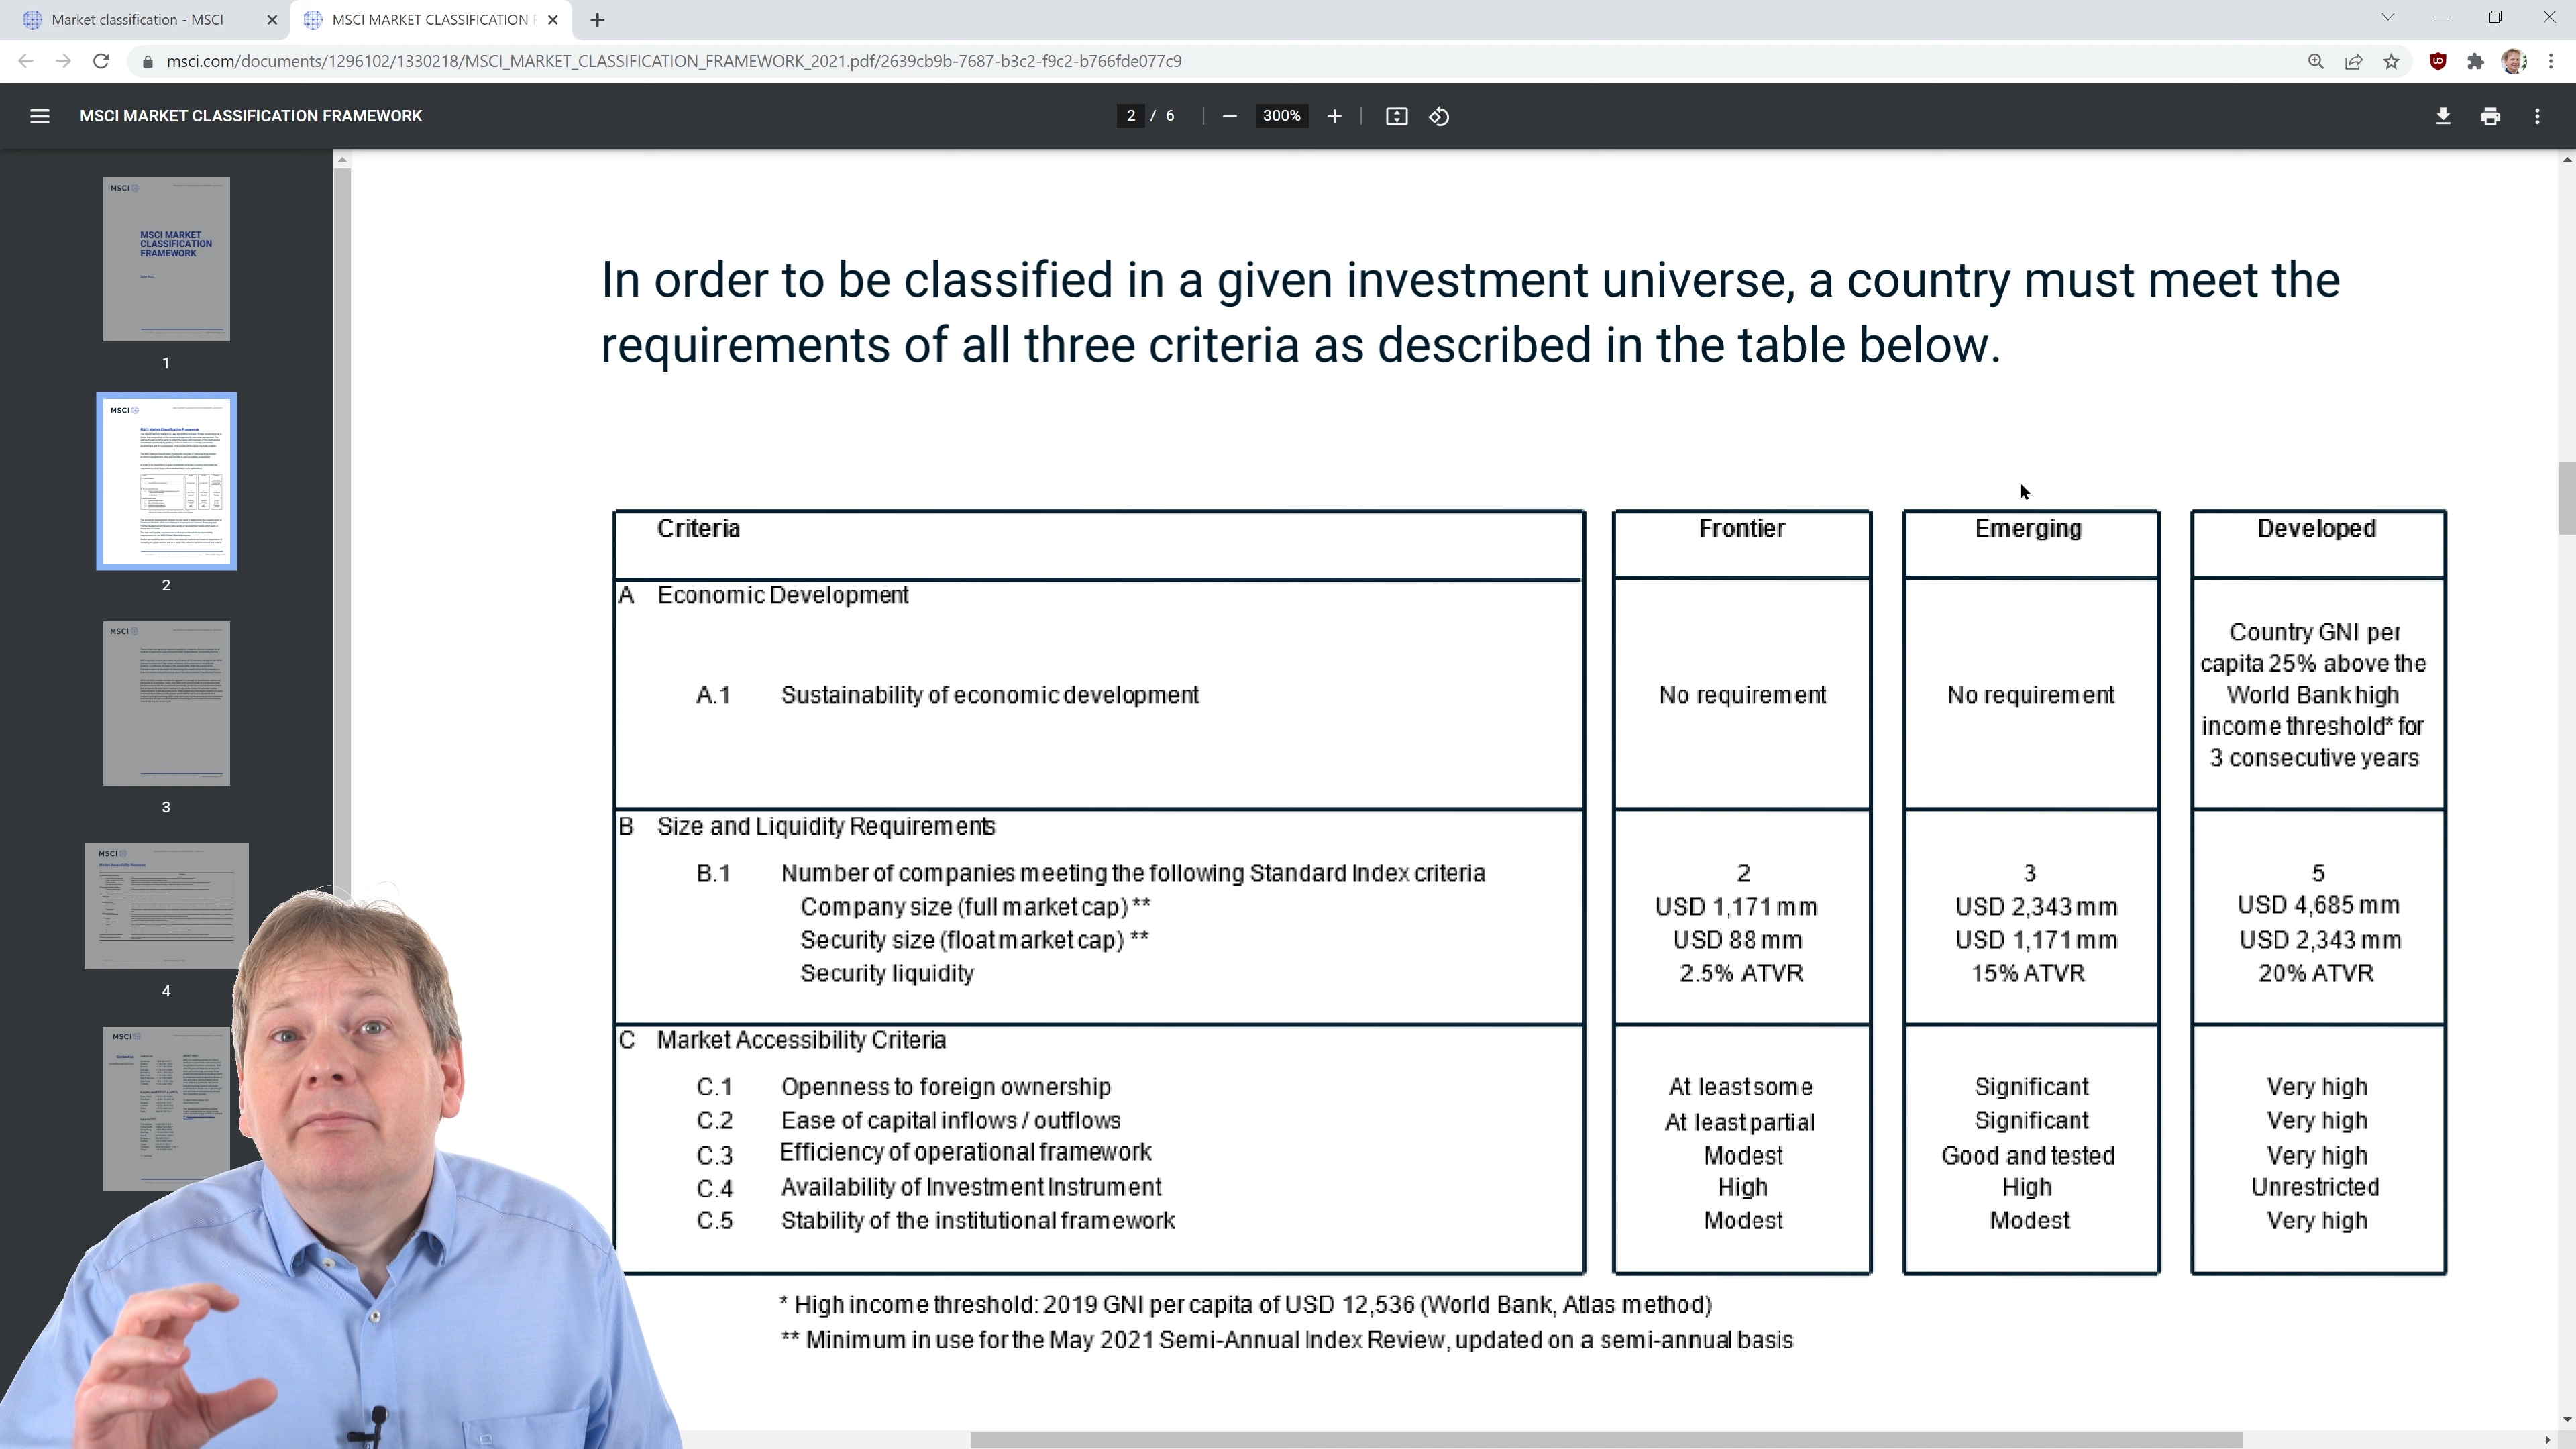 Market classification - MSCI
MSCI MARKET CLASSIFICATION F
msci.com/documents/1296102/1330218/MSCI_MARKET_CLASSIFICATION_FRAMEWORK_2021.pdf/2639cb9b-7687-b3c2-f9c2-b766fde077c9
MSCI MARKET CLASSIFICATION FRAMEWORK
2 / 6
300%
MSCI
MSCI MARKET
CLASSIFICATION
FRAMEWORK
1
MSCI
2
MSCI
3
MSCI
4
MSCI
In order to be classified in a given investment universe, a country must meet the
requirements of all three criteria as described in the table below.
Criteria Frontier Emerging Developed
A Economic Development
A.1 Sustainability of economic development No requirement No requirement Country GNI per
capita 25% above the
World Bank high
income threshold* for
3 consecutive years
B Size and Liquidity Requirements
B.1 Number of companies meeting the following Standard Index criteria 2 3 5
Company size (full market cap) ** USD 1,171 mm USD 2,343 mm USD 4,685 mm
Security size (float market cap) ** USD 88 mm USD 1,171 mm USD 2,343 mm
Security liquidity 2.5% ATVR 15% ATVR 20% ATVR
C Market Accessibility Criteria
C.1 Openness to foreign ownership At least some Significant Very high
C.2 Ease of capital inflows / outflows At least partial Significant Very high
C.3 Efficiency of operational framework Modest Good and tested Very high
C.4 Availability of Investment Instrument High High Unrestricted
C.5 Stability of the institutional framework Modest Modest Very high
* High income threshold: 2019 GNI per capita of USD 12,536 (World Bank, Atlas method)
** Minimum in use for the May 2021 Semi-Annual Index Review, updated on a semi-annual basis